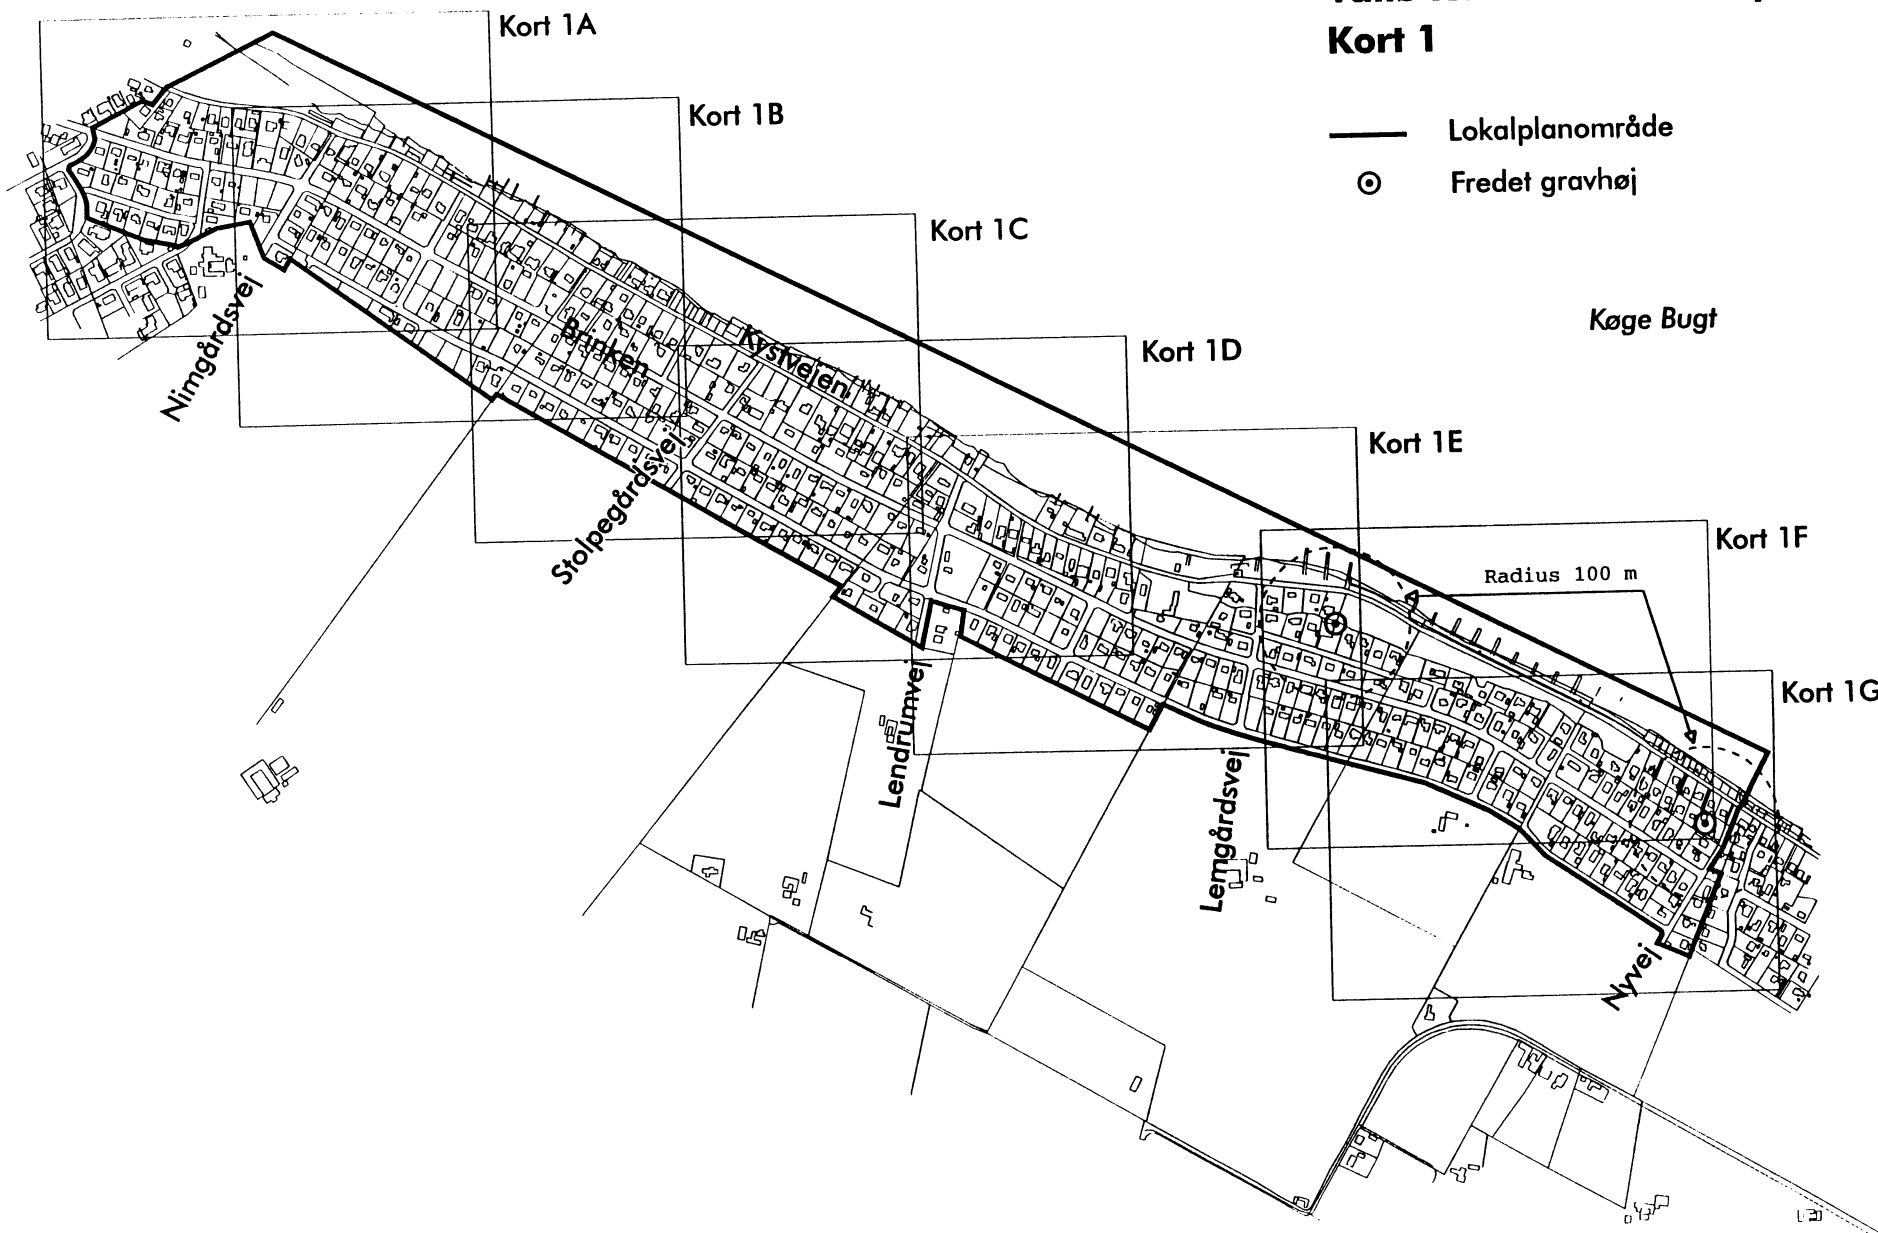 Kort 1
Lokalplanområde
Fredet gravhøj
Kort 1A
Kort 1B
Kort 1C
Kort 1D
Kort 1E
Kort 1F
Kort 1G
Køge Bugt
Radius 100 m
Nimgårdsvej
Brinken
Kystvejen
Stolpegårdsvej
Lendrumvej
Lemgårdsvej
Nyvej